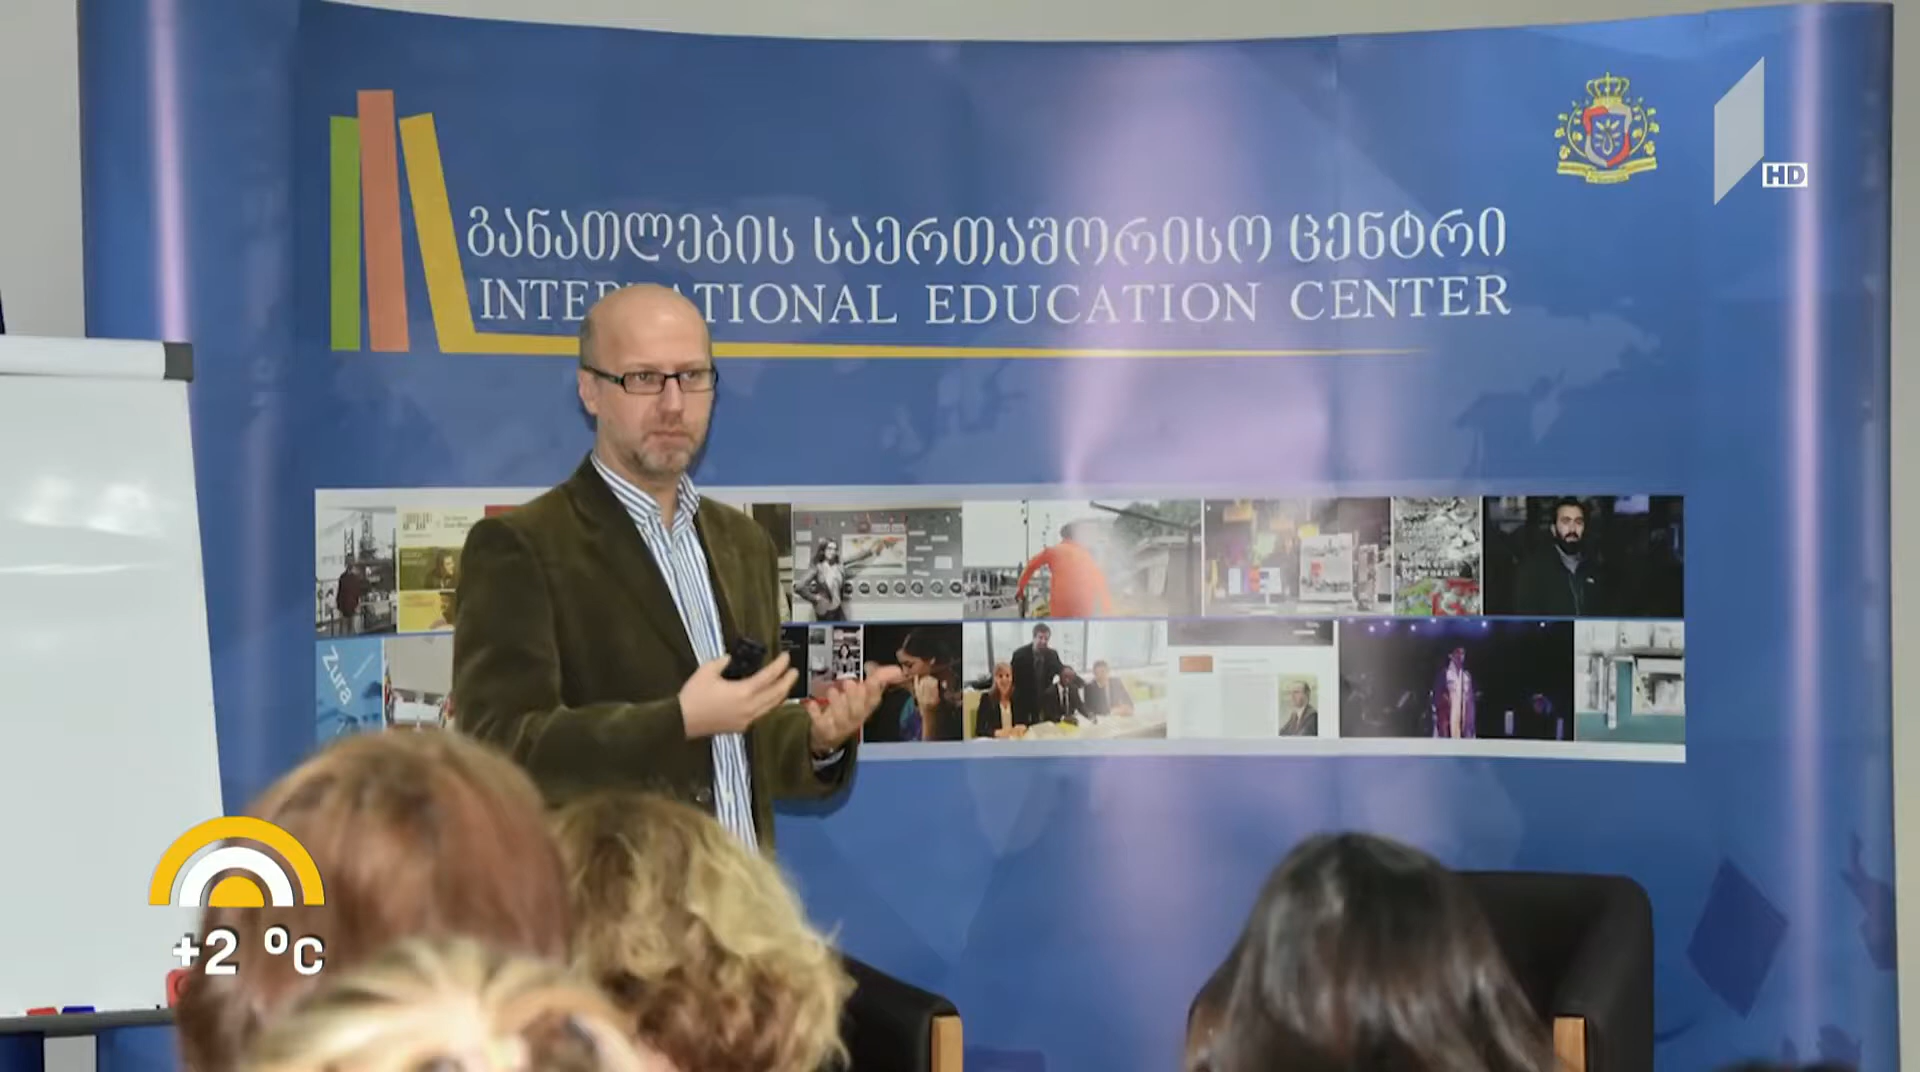 განათლების საერთაშორისო ცენტრი
INTERNATIONAL EDUCATION CENTER
HD
Zura
+2 °C